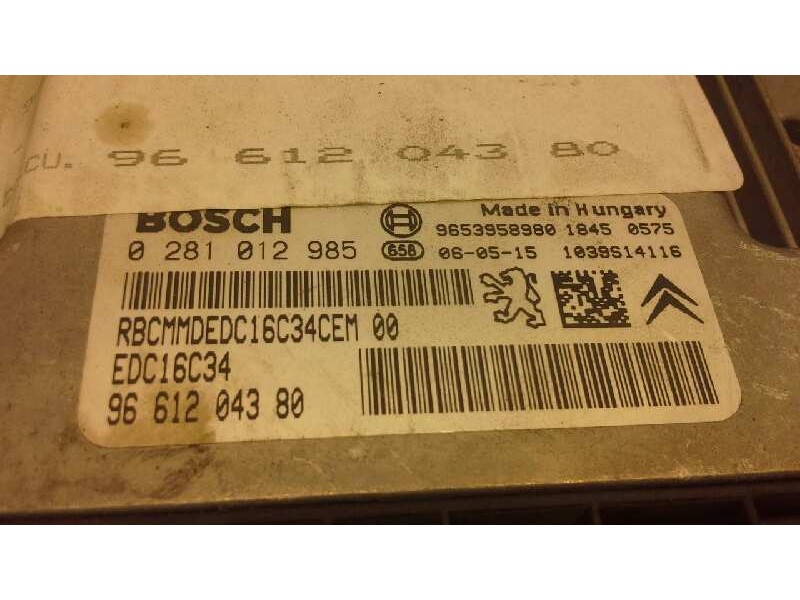 CU. 96 612 043 80
BOSCH
Made in Hungary
0 281 012 985
9653958980 1845 0575
658 06-05-15 1039S14116
RBCMMDEDC16C34CEM 00
EDC16C34
96 612 043 80